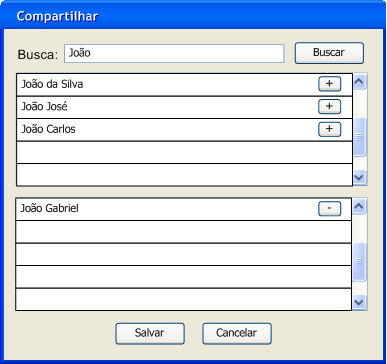 Compartilhar
Busca: João Buscar
João da Silva +
João José +
João Carlos +
João Gabriel -
Salvar Cancelar